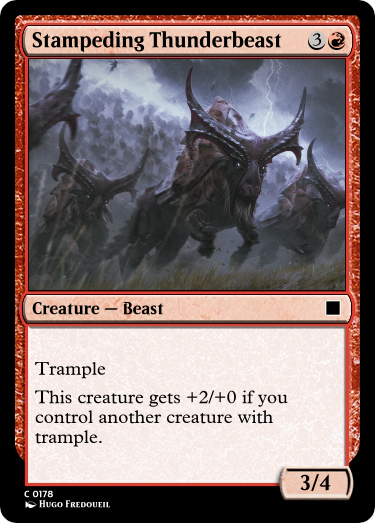 Stampeding Thunderbeast 3
Creature — Beast
Trample
This creature gets +2/+0 if you
control another creature with
trample.
3/4
C 0178
Hugo Fredoueil